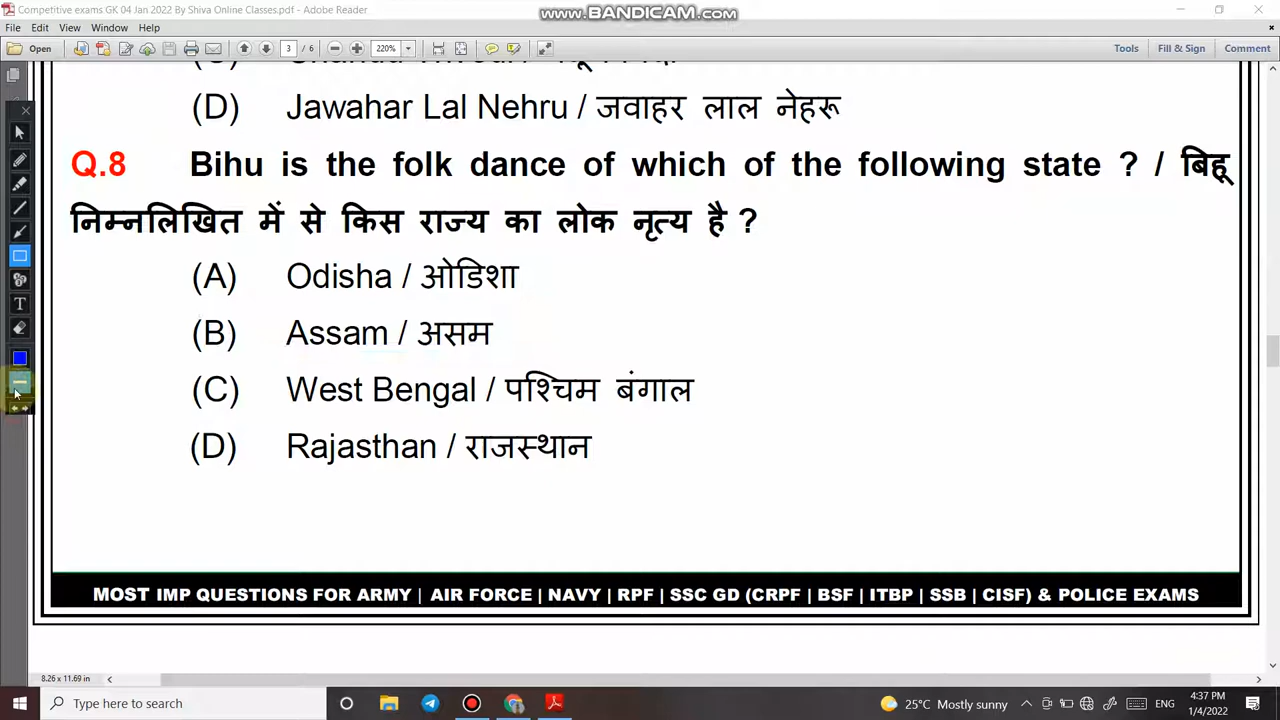 Competitive exams GK 04 Jan 2022 By Shiva Online Classes.pdf - Adobe Reader
www.BANDICAM.com
File Edit View Window Help
Open 3 / 6 220% Tools Fill & Sign Comment
(D) Jawahar Lal Nehru / जवाहर लाल नेहरू
Q.8 Bihu is the folk dance of which of the following state ? / बिहू
निम्नलिखित में से किस राज्य का लोक नृत्य है ?
(A) Odisha / ओडिशा
(B) Assam / असम
(C) West Bengal / पश्चिम बंगाल
(D) Rajasthan / राजस्थान
MOST IMP QUESTIONS FOR ARMY | AIR FORCE | NAVY | RPF | SSC GD (CRPF | BSF | ITBP | SSB | CISF) & POLICE EXAMS
8.26 x 11.69 in
Type here to search 25°C Mostly sunny ENG 4:37 PM
1/4/2022